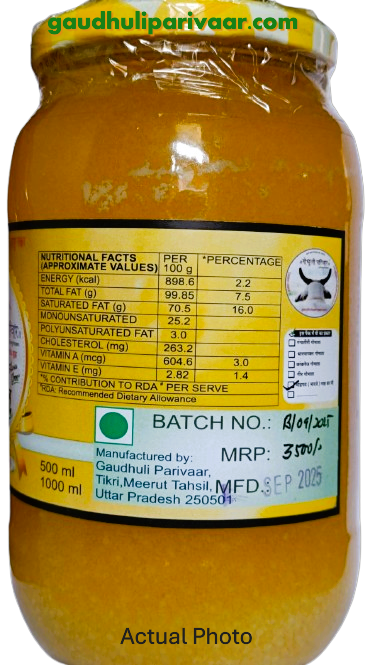 gaudhuliparivaar.com
NUTRITIONAL FACTS
(APPROXIMATE VALUES)
PER
100 g
*PERCENTAGE
ENERGY (kcal) 898.6 2.2
TOTAL FAT (g) 99.85 7.5
SATURATED FAT (g) 70.5 16.0
MONOUNSATURATED 25.2
POLYUNSATURATED FAT 3.0
CHOLESTEROL (mg) 263.2
VITAMIN A (mcg) 604.6 3.0
VITAMIN E (mg) 2.82 1.4
*% CONTRIBUTION TO RDA * PER SERVE
*RDA: Recommended Dietary Allowance
BATCH NO.: B/09/2025
MRP: 3500/-
Manufactured by:
Gaudhuli Parivaar,
Tikri,Meerut Tahsil,
Uttar Pradesh 250501
MFD.: SEP 2025
500 ml
1000 ml
Actual Photo